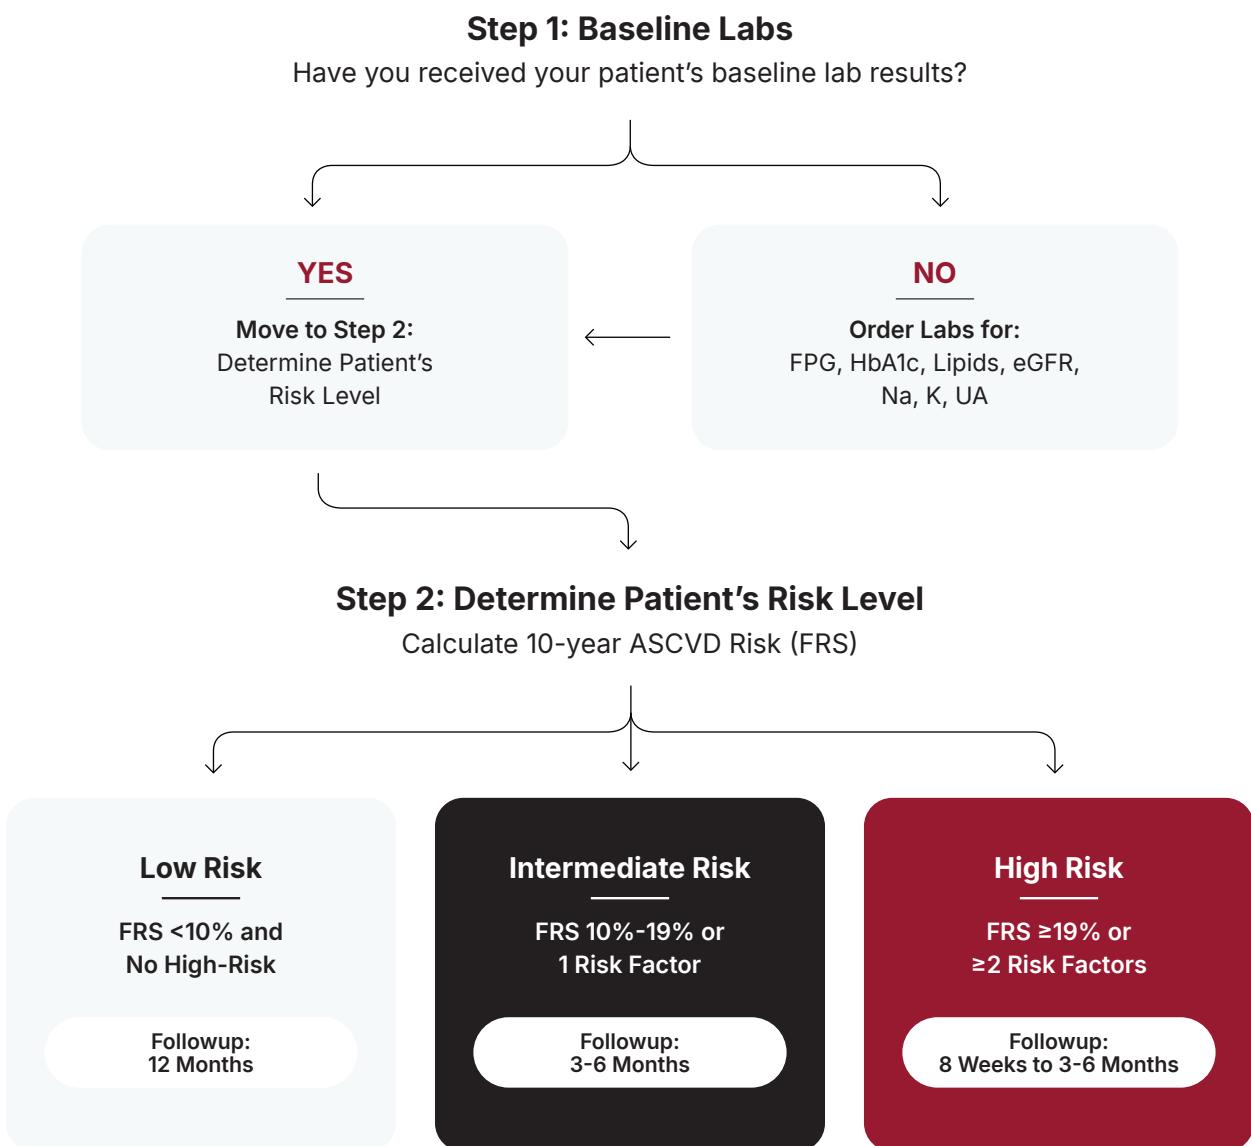 Step 1: Baseline Labs
Have you received your patient’s baseline lab results?
YES
Move to Step 2:
Determine Patient’s
Risk Level
NO
Order Labs for:
FPG, HbA1c, Lipids, eGFR,
Na, K, UA
Step 2: Determine Patient’s Risk Level
Calculate 10-year ASCVD Risk (FRS)
Low Risk
FRS <10% and
No High-Risk
Followup:
12 Months
Intermediate Risk
FRS 10%-19% or
1 Risk Factor
Followup:
3-6 Months
High Risk
FRS ≥19% or
≥2 Risk Factors
Followup:
8 Weeks to 3-6 Months